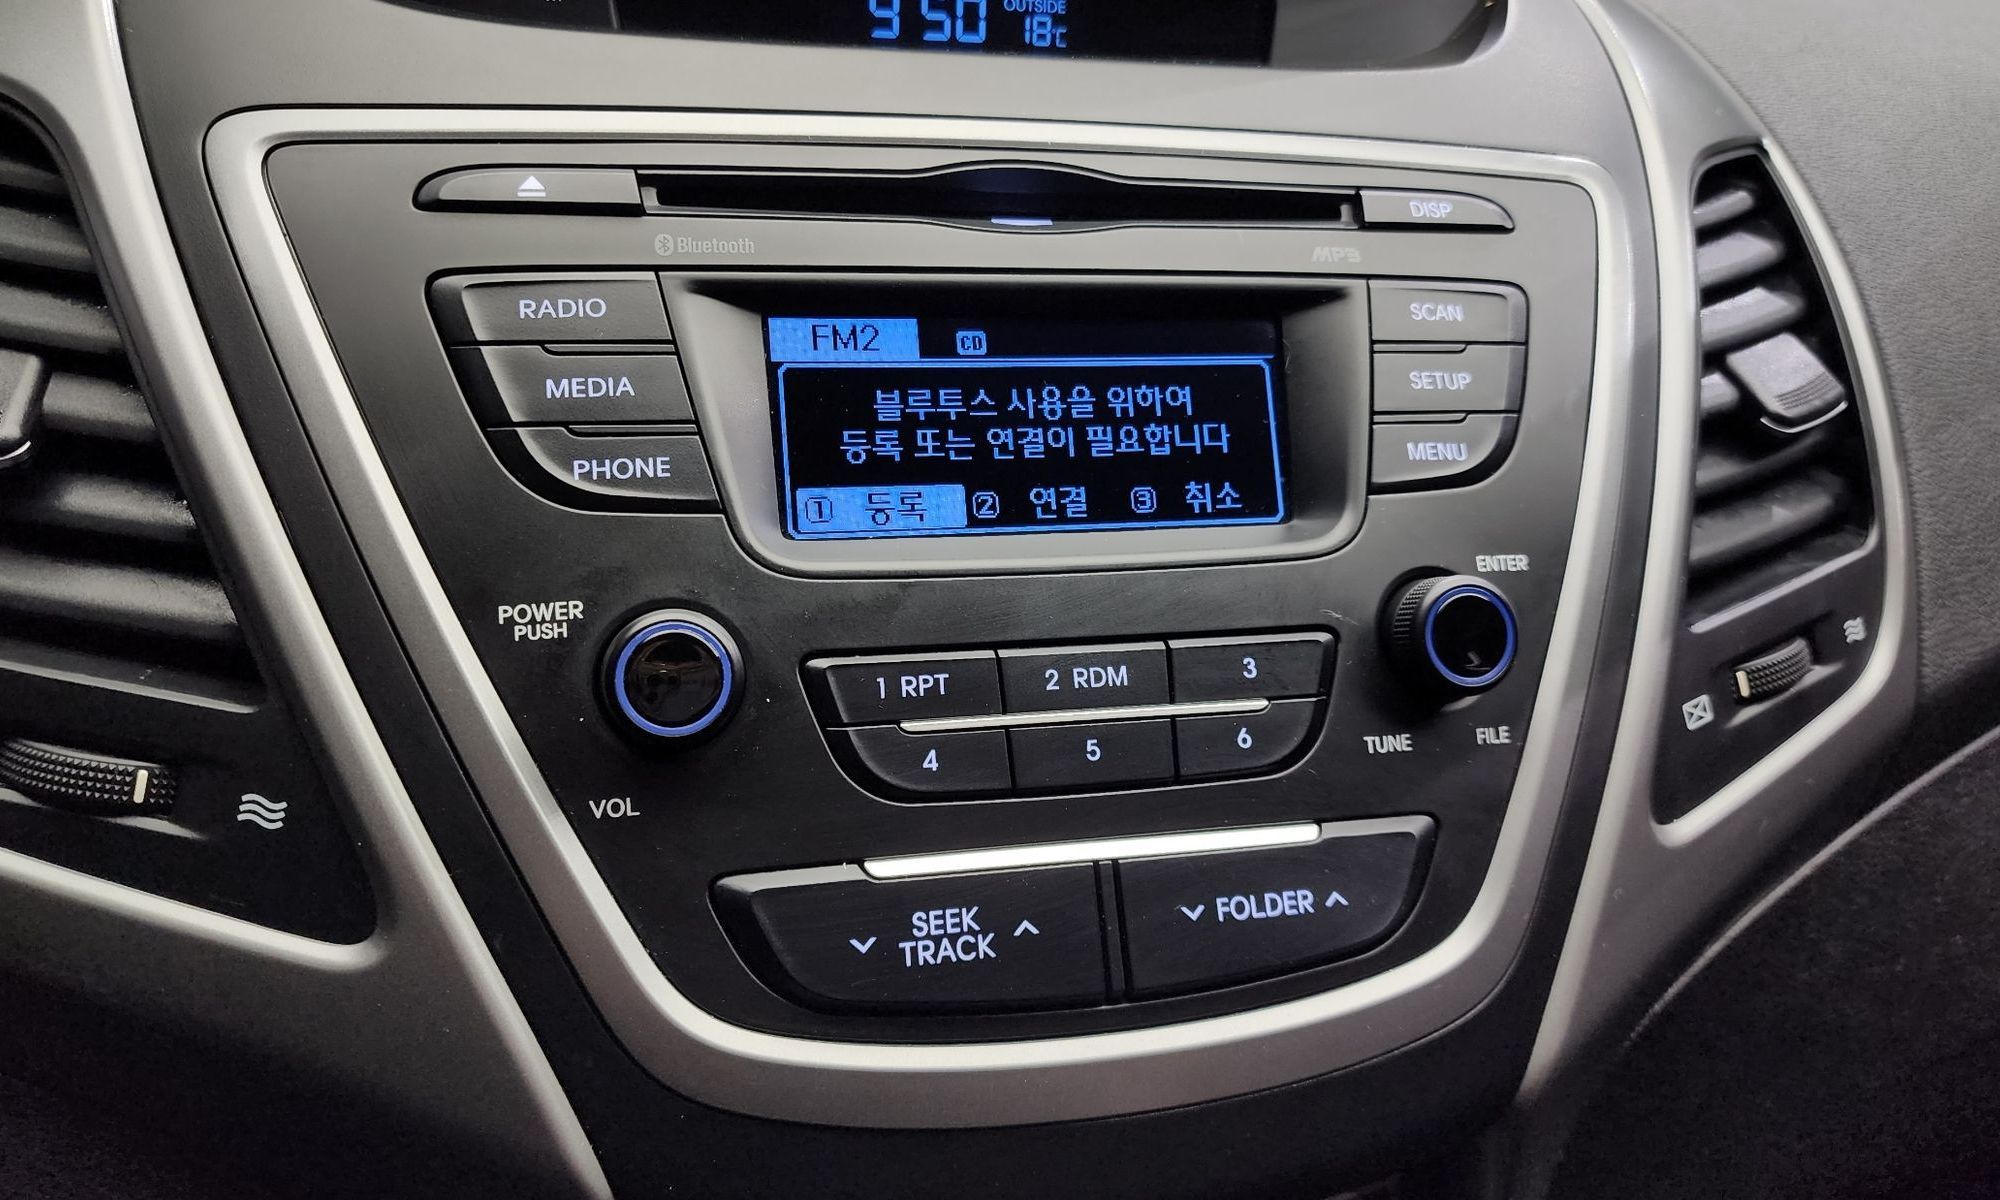 OUTSIDE
9 50 18°C
DISP
Bluetooth
MP3
RADIO
MEDIA
PHONE
FM2 CD
블루투스 사용을 위하여
등록 또는 연결이 필요합니다
① 등록 ② 연결 ③ 취소
SCAN
SETUP
MENU
POWER
PUSH
VOL
1 RPT
2 RDM
3
4
5
6
ENTER
TUNE
FILE
SEEK
TRACK
FOLDER